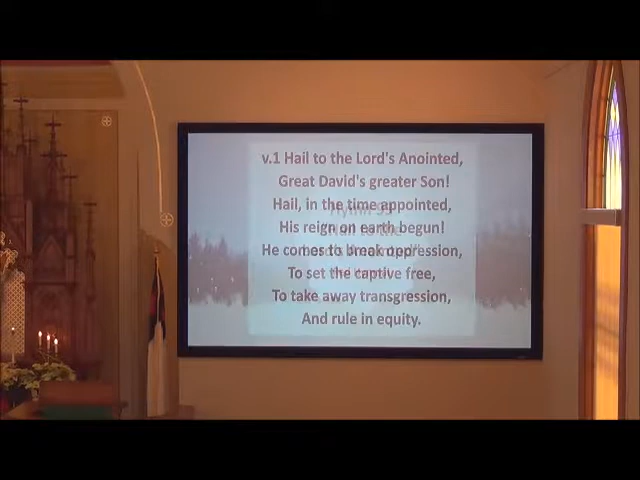 v.1 Hail to the Lord's Anointed,
Great David's greater Son!
Hail, in the time appointed,
His reign on earth begun!
He comes to break oppression,
To set the captive free,
To take away transgression,
And rule in equity.